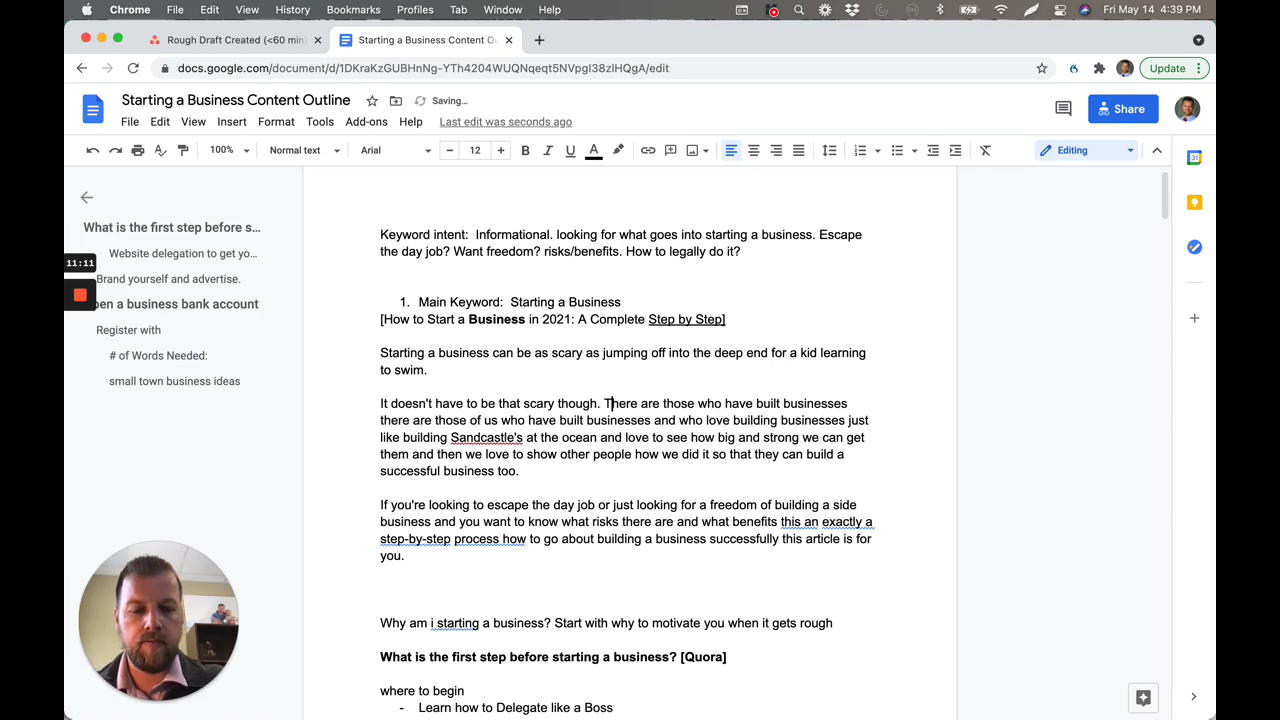 Chrome File Edit View History Bookmarks Profiles Tab Window Help Fri May 14 4:39 PM
Rough Draft Created (<60 min Starting a Business Content Ou
docs.google.com/document/d/1DKraKzGUBHnNg-YTh4204WUQNqeqt5NVpgI38zIHQgA/edit Update
Starting a Business Content Outline Saving...
Share
File Edit View Insert Format Tools Add-ons Help Last edit was seconds ago
100% Normal text Arial 12 Editing
What is the first step before s...
Website delegation to get yo...
11:11
Brand yourself and advertise.
pen a business bank account
Register with
# of Words Needed:
small town business ideas
Keyword intent: Informational. looking for what goes into starting a business. Escape
the day job? Want freedom? risks/benefits. How to legally do it?
1. Main Keyword: Starting a Business
[How to Start a Business in 2021: A Complete Step by Step]
Starting a business can be as scary as jumping off into the deep end for a kid learning
to swim.
It doesn't have to be that scary though. There are those who have built businesses
there are those of us who have built businesses and who love building businesses just
like building Sandcastle's at the ocean and love to see how big and strong we can get
them and then we love to show other people how we did it so that they can build a
successful business too.
If you're looking to escape the day job or just looking for a freedom of building a side
business and you want to know what risks there are and what benefits this an exactly a
step-by-step process how to go about building a business successfully this article is for
you.
Why am i starting a business? Start with why to motivate you when it gets rough
What is the first step before starting a business? [Quora]
where to begin
- Learn how to Delegate like a Boss
31